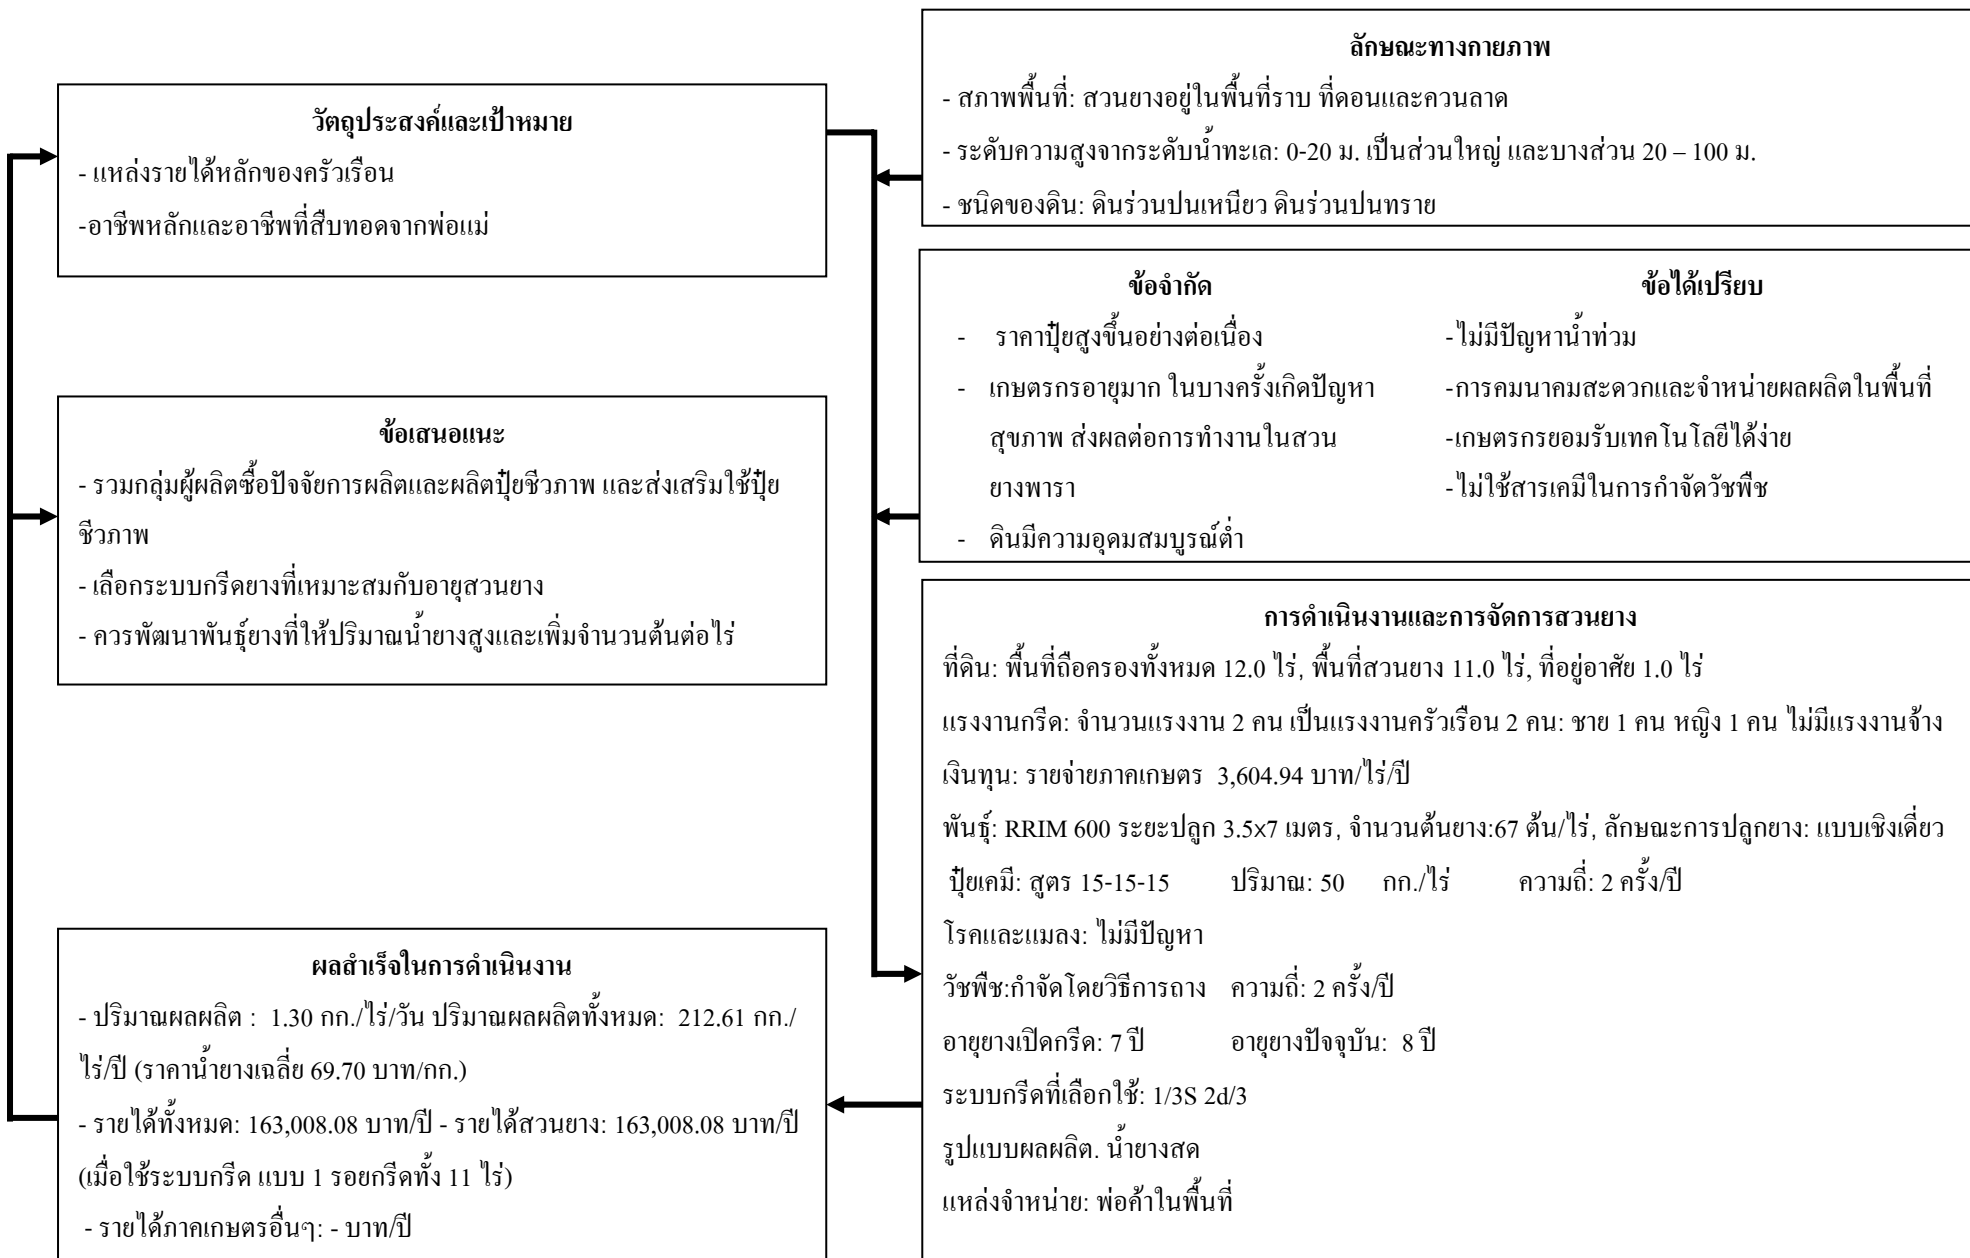 วัตถุประสงค์และเป้าหมาย
- แหล่งรายได้หลักของครัวเรือน
-อาชีพหลักและอาชีพที่สืบทอดจากพ่อแม่
ข้อเสนอแนะ
- รวมกลุ่มผู้ผลิตซื้อปัจจัยการผลิตและผลิตปุ๋ยชีวภาพ และส่งเสริมใช้ปุ๋ย
ชีวภาพ
- เลือกระบบกรีดยางที่เหมาะสมกับอายุสวนยาง
- ควรพัฒนาพันธุ์ยางที่ให้ปริมาณน้ำยางสูงและเพิ่มจำนวนต้นต่อไร่
ผลสำเร็จในการดำเนินงาน
- ปริมาณผลผลิต : 1.30 กก./ไร่/วัน ปริมาณผลผลิตทั้งหมด: 212.61 กก./
ไร่/ปี (ราคาน้ำยางเฉลี่ย 69.70 บาท/กก.)
- รายได้ทั้งหมด: 163,008.08 บาท/ปี - รายได้สวนยาง: 163,008.08 บาท/ปี
(เมื่อใช้ระบบกรีด แบบ 1 รอยกรีดทั้ง 11 ไร่)
- รายได้ภาคเกษตรอื่นๆ: - บาท/ปี
ลักษณะทางกายภาพ
- สภาพพื้นที่: สวนยางอยู่ในพื้นที่ราบ ที่ดอนและควนลาด
- ระดับความสูงจากระดับน้ำทะเล: 0-20 ม. เป็นส่วนใหญ่ และบางส่วน 20 – 100 ม.
- ชนิดของดิน: ดินร่วนปนเหนียว ดินร่วนปนทราย
ข้อจำกัด
- ราคาปุ๋ยสูงขึ้นอย่างต่อเนื่อง
- เกษตรกรอายุมาก ในบางครั้งเกิดปัญหา
สุขภาพ ส่งผลต่อการทำงานในสวน
ยางพารา
- ดินมีความอุดมสมบูรณ์ต่ำ
ข้อได้เปรียบ
-ไม่มีปัญหาน้ำท่วม
-การคมนาคมสะดวกและจำหน่ายผลผลิตในพื้นที่
-เกษตรกรยอมรับเทคโนโลยีได้ง่าย
-ไม่ใช้สารเคมีในการกำจัดวัชพืช
การดำเนินงานและการจัดการสวนยาง
ที่ดิน: พื้นที่ถือครองทั้งหมด 12.0 ไร่, พื้นที่สวนยาง 11.0 ไร่, ที่อยู่อาศัย 1.0 ไร่
แรงงานกรีด: จำนวนแรงงาน 2 คน เป็นแรงงานครัวเรือน 2 คน: ชาย 1 คน หญิง 1 คน ไม่มีแรงงานจ้าง
เงินทุน: รายจ่ายภาคเกษตร 3,604.94 บาท/ไร่/ปี
พันธุ์: RRIM 600 ระยะปลูก 3.5x7 เมตร, จำนวนต้นยาง:67 ต้น/ไร่, ลักษณะการปลูกยาง: แบบเชิงเดี่ยว
ปุ๋ยเคมี: สูตร 15-15-15 ปริมาณ: 50 กก./ไร่ ความถี่: 2 ครั้ง/ปี
โรคและแมลง: ไม่มีปัญหา
วัชพืช:กำจัดโดยวิธีการถาง ความถี่: 2 ครั้ง/ปี
อายุยางเปิดกรีด: 7 ปี อายุยางปัจจุบัน: 8 ปี
ระบบกรีดที่เลือกใช้: 1/3S 2d/3
รูปแบบผลผลิต. น้ำยางสด
แหล่งจำหน่าย: พ่อค้าในพื้นที่